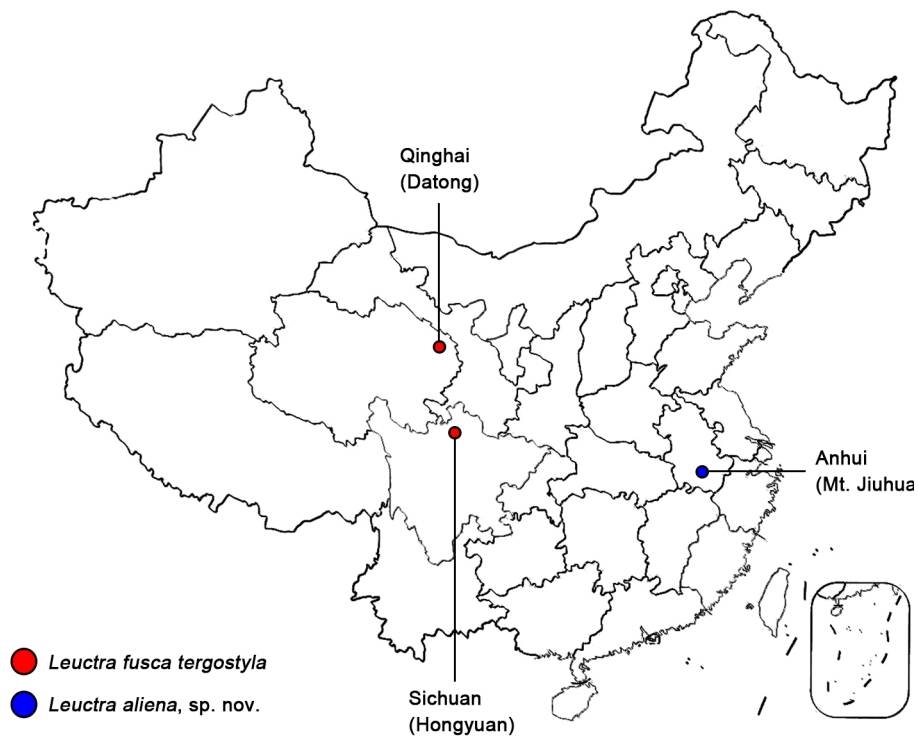 Qinghai
(Datong)
Anhui
(Mt. Jiuhua
Leuctra fusca tergostyla
Leuctra aliena, sp. nov.
Sichuan
(Hongyuan)